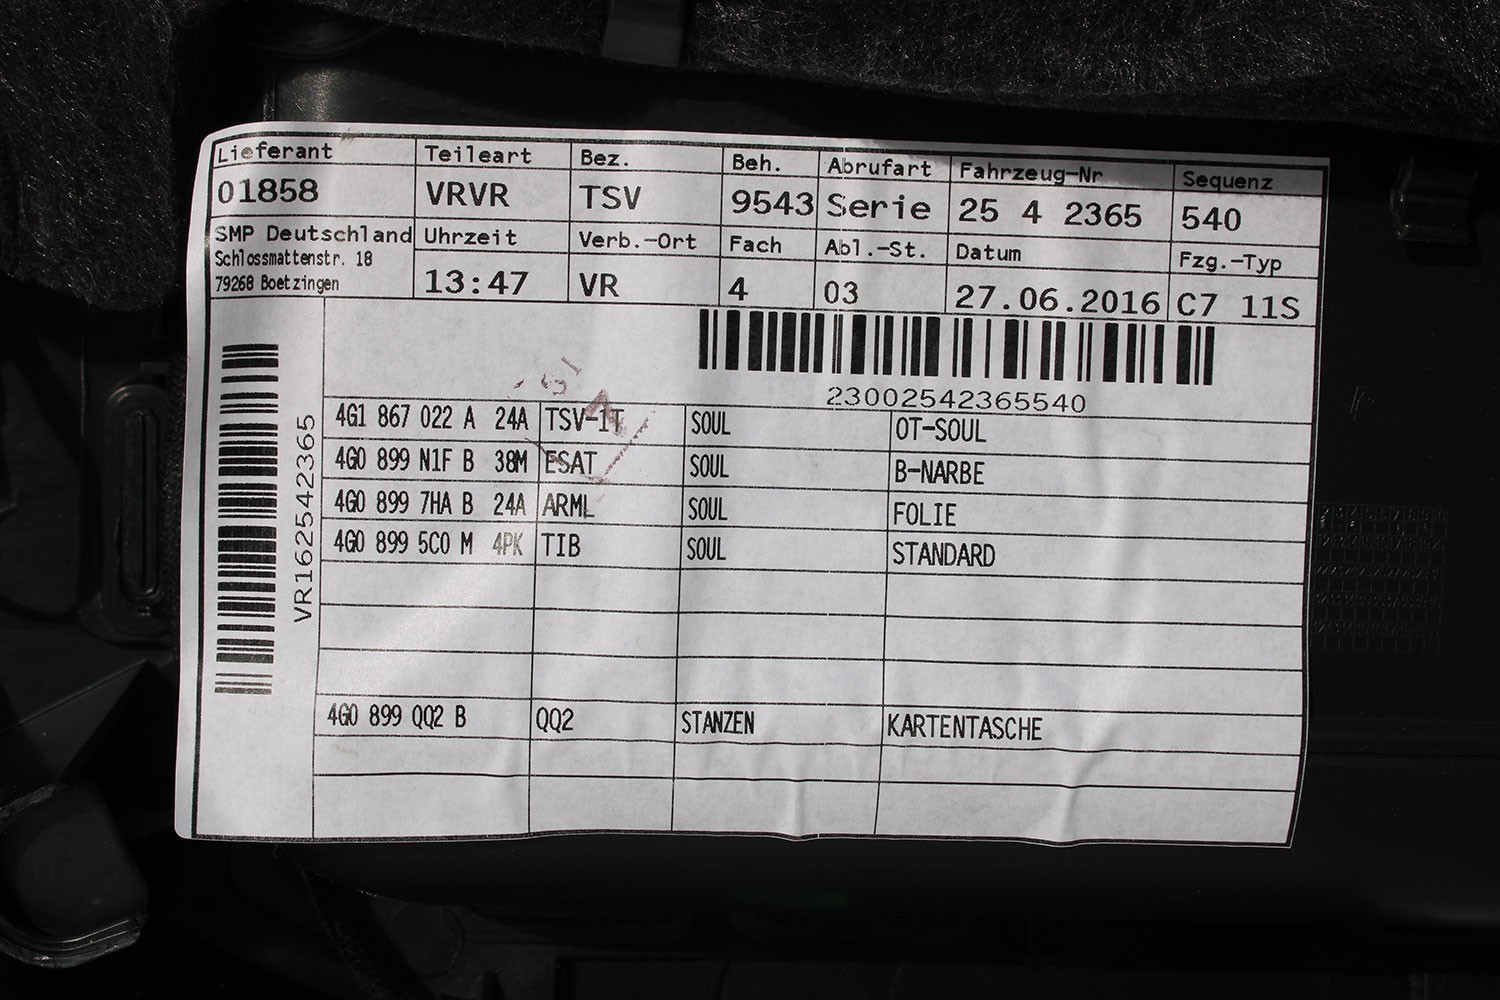 Lieferant Teileart Bez. Beh. Abrufart Fahrzeug-Nr Sequenz
01858 VRVR TSV 9543 Serie 25 4 2365 540
SMP Deutschland Uhrzeit Verb.-Ort Fach Abl.-St. Datum Fzg.-Typ
Schlossmattenstr. 18
79268 Boetzingen 13:47 VR 4 03 27.06.2016 C7 11S
23002542365540
VR162542365
4G1 867 022 A 24A TSV-1T SOUL OT-SOUL
4G0 899 N1F B 38M ESAT SOUL B-NARBE
4G0 899 7HA B 24A ARML SOUL FOLIE
4G0 899 5C0 M 4PK TIB SOUL STANDARD
4G0 899 QQ2 B QQ2 STANZEN KARTENTASCHE